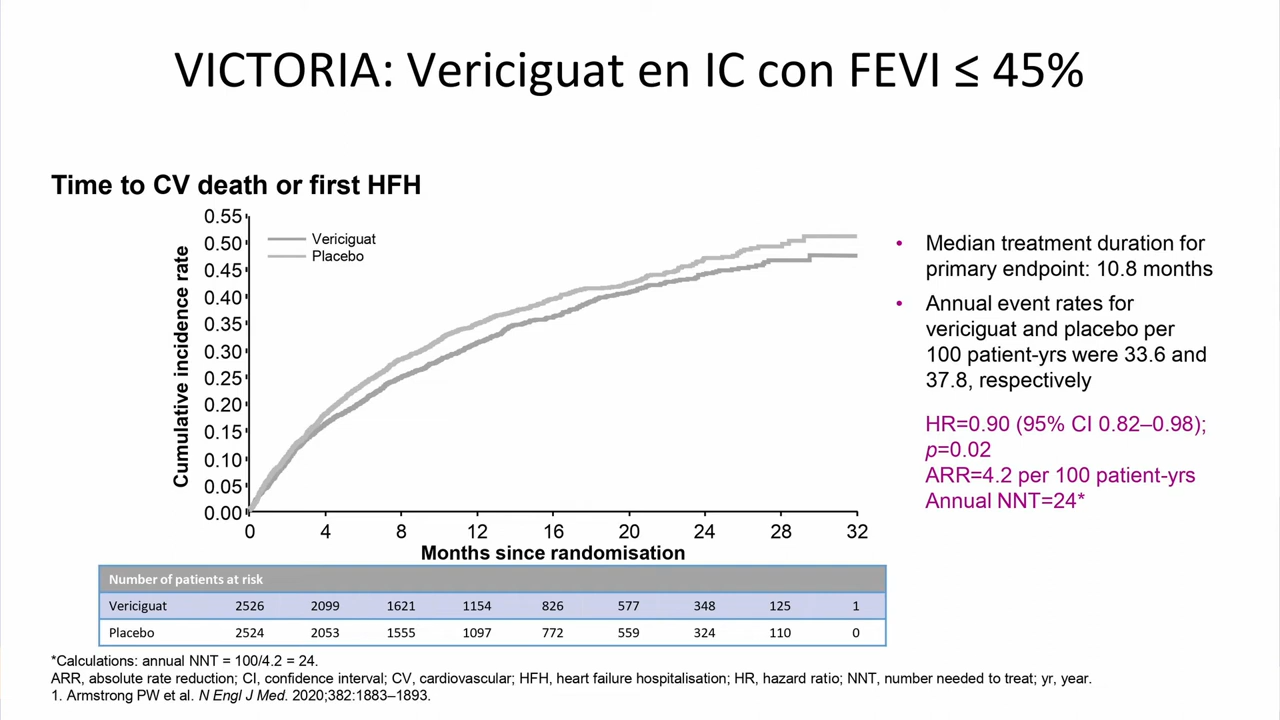 VICTORIA: Vericiguat en IC con FEVI ≤ 45%
Time to CV death or first HFH
Cumulative incidence rate
0.55
0.50
0.45
0.40
0.35
0.30
0.25
0.20
0.15
0.10
0.05
0.00
Vericiguat
Placebo
0 4 8 12 16 20 24 28 32
Months since randomisation
• Median treatment duration for
primary endpoint: 10.8 months
• Annual event rates for
vericiguat and placebo per
100 patient-yrs were 33.6 and
37.8, respectively
HR=0.90 (95% CI 0.82–0.98);
p=0.02
ARR=4.2 per 100 patient-yrs
Annual NNT=24*
Number of patients at risk
Vericiguat 2526 2099 1621 1154 826 577 348 125 1
Placebo 2524 2053 1555 1097 772 559 324 110 0
*Calculations: annual NNT = 100/4.2 = 24.
ARR, absolute rate reduction; CI, confidence interval; CV, cardiovascular; HFH, heart failure hospitalisation; HR, hazard ratio; NNT, number needed to treat; yr, year.
1. Armstrong PW et al. N Engl J Med. 2020;382:1883–1893.